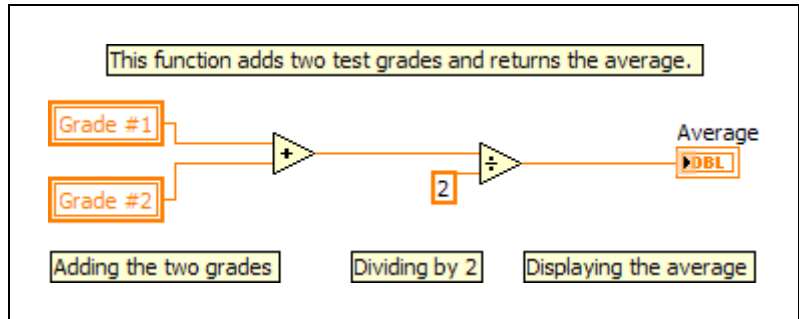 This function adds two test grades and returns the average.
Grade #1
+
÷
Average
DBL
2
Grade #2
Adding the two grades
Dividing by 2
Displaying the average